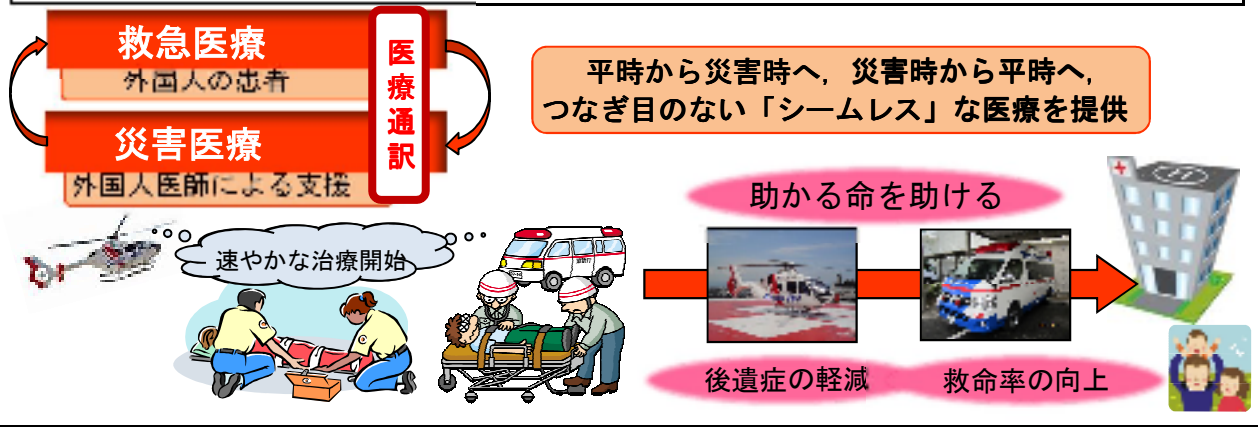 救急医療
外国人の患者
災害医療
外国人医師による支援
医療通訳
平時から災害時へ，災害時から平時へ，
つなぎ目のない「シームレス」な医療を提供
速やかな治療開始
助かる命を助ける
後遺症の軽減
救命率の向上